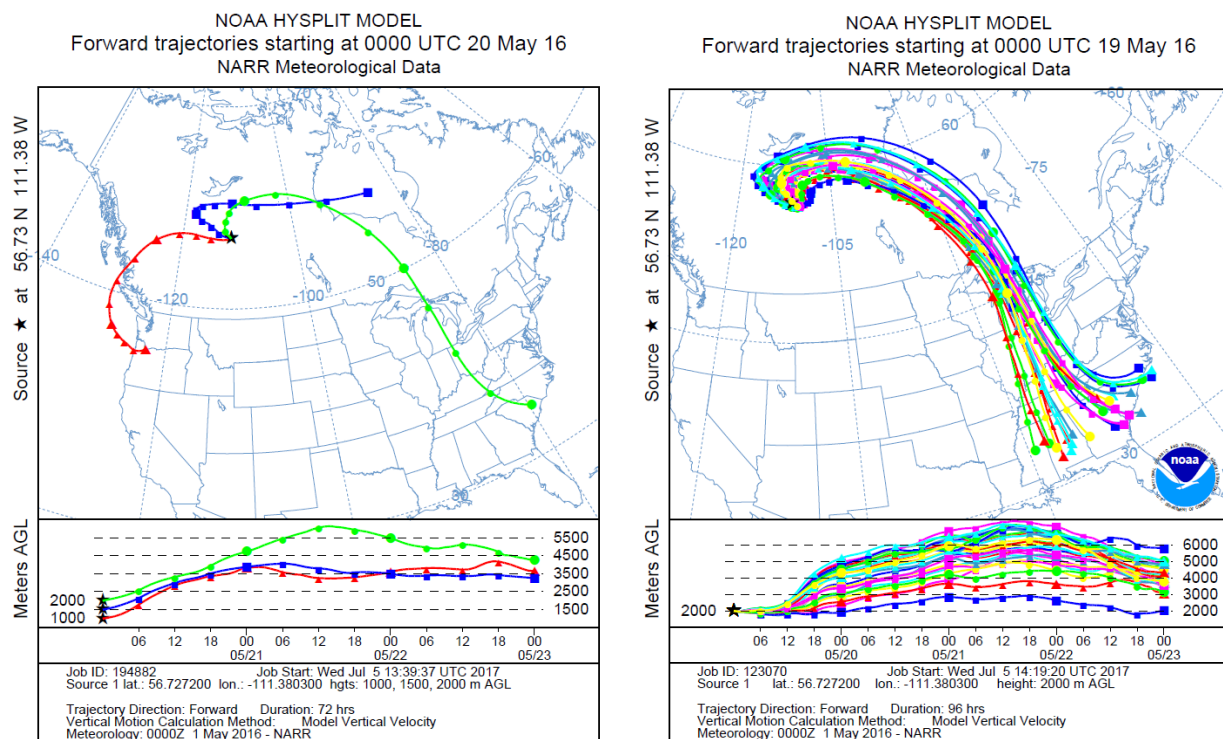 NOAA HYSPLIT MODEL
Forward trajectories starting at 0000 UTC 20 May 16
NARR Meteorological Data
Source ★ at 56.73 N 111.38 W
-140
-120
-100
-80
-60
50
30
Meters AGL
2000
1500
1000
5500
4500
3500
2500
1500
06 12 18 00 06 12 18 00 06 12 18 00
05/21 05/22 05/23
Job ID: 194882 Job Start: Wed Jul 5 13:39:37 UTC 2017
Source 1 lat.: 56.727200 lon.: -111.380300 hgts: 1000, 1500, 2000 m AGL
Trajectory Direction: Forward Duration: 72 hrs
Vertical Motion Calculation Method: Model Vertical Velocity
Meteorology: 0000Z 1 May 2016 - NARR
NOAA HYSPLIT MODEL
Forward trajectories starting at 0000 UTC 19 May 16
NARR Meteorological Data
Source ★ at 56.73 N 111.38 W
-120
-105
-75
60
30
noaa
Meters AGL
2000
6000
5000
4000
3000
2000
06 12 18 00 06 12 18 00 06 12 18 00 06 12 18 00
05/20 05/21 05/22 05/23
Job ID: 123070 Job Start: Wed Jul 5 14:19:20 UTC 2017
Source 1 lat.: 56.727200 lon.: -111.380300 height: 2000 m AGL
Trajectory Direction: Forward Duration: 96 hrs
Vertical Motion Calculation Method: Model Vertical Velocity
Meteorology: 0000Z 1 May 2016 - NARR